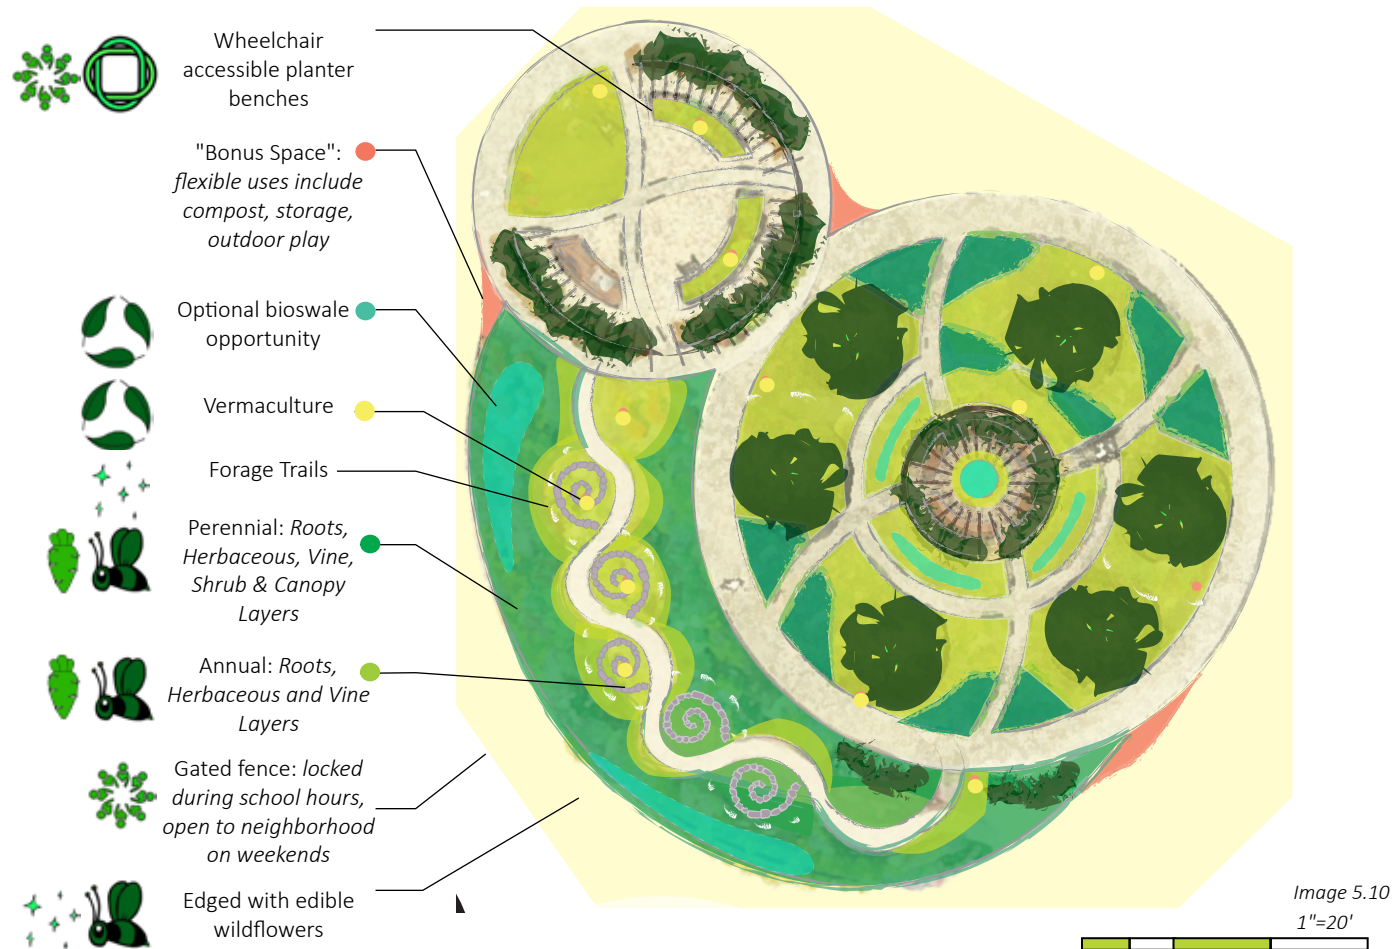 Wheelchair
accessible planter
benches
"Bonus Space":
flexible uses include
compost, storage,
outdoor play
Optional bioswale
opportunity
Vermaculture
Forage Trails
Perennial: Roots,
Herbaceous, Vine,
Shrub & Canopy
Layers
Annual: Roots,
Herbaceous and Vine
Layers
Gated fence: locked
during school hours,
open to neighborhood
on weekends
Edged with edible
wildflowers
Image 5.10
1"=20'